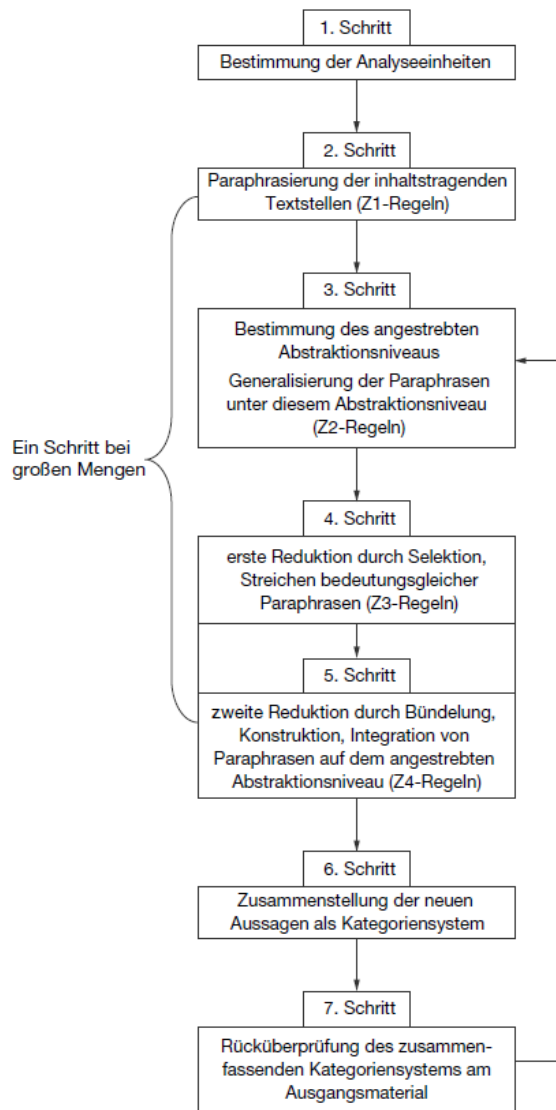 1. Schritt
Bestimmung der Analyseeinheiten
2. Schritt
Paraphrasierung der inhaltstragenden
Textstellen (Z1-Regeln)
3. Schritt
Bestimmung des angestrebten
Abstraktionsniveaus
Generalisierung der Paraphrasen
unter diesem Abstraktionsniveau
(Z2-Regeln)
Ein Schritt bei
großen Mengen
4. Schritt
erste Reduktion durch Selektion,
Streichen bedeutungsgleicher
Paraphrasen (Z3-Regeln)
5. Schritt
zweite Reduktion durch Bündelung,
Konstruktion, Integration von
Paraphrasen auf dem angestrebten
Abstraktionsniveau (Z4-Regeln)
6. Schritt
Zusammenstellung der neuen
Aussagen als Kategoriensystem
7. Schritt
Rücküberprüfung des zusammen-
fassenden Kategoriensystems am
Ausgangsmaterial